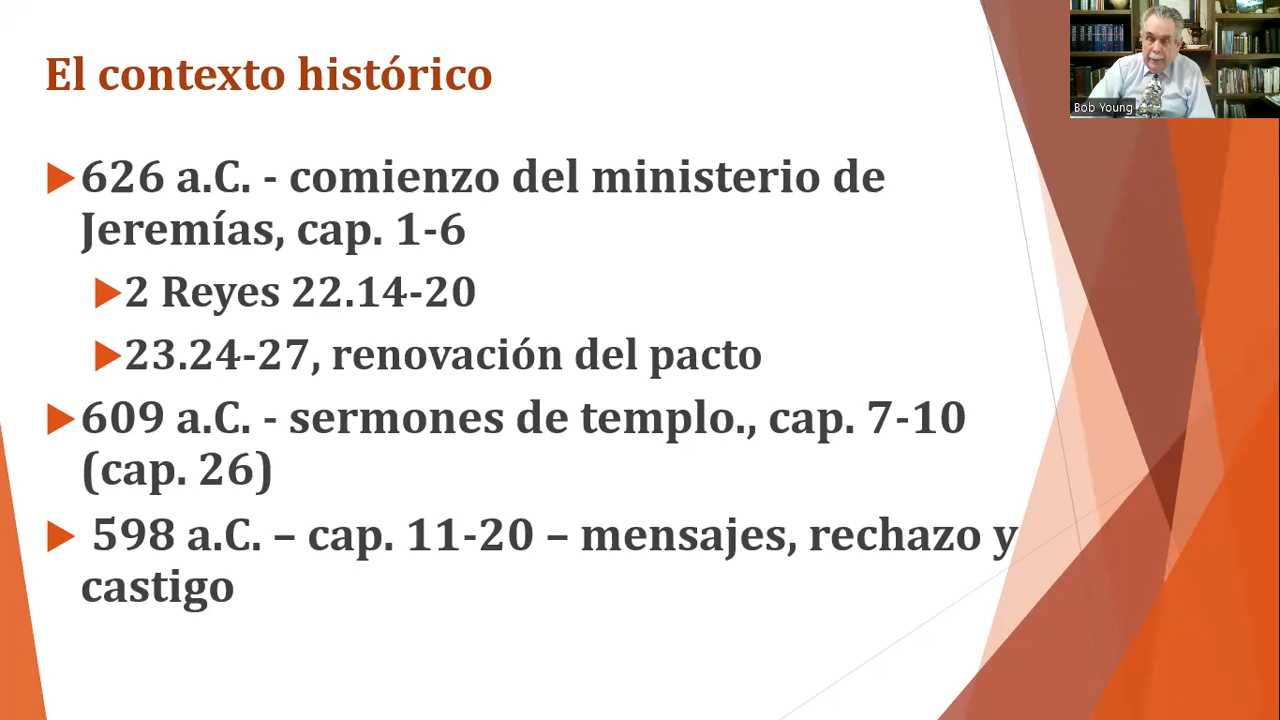 El contexto histórico
Bob Young
626 a.C. - comienzo del ministerio de
Jeremías, cap. 1-6
2 Reyes 22.14-20
23.24-27, renovación del pacto
609 a.C. - sermones de templo., cap. 7-10
(cap. 26)
598 a.C. – cap. 11-20 – mensajes, rechazo y
castigo